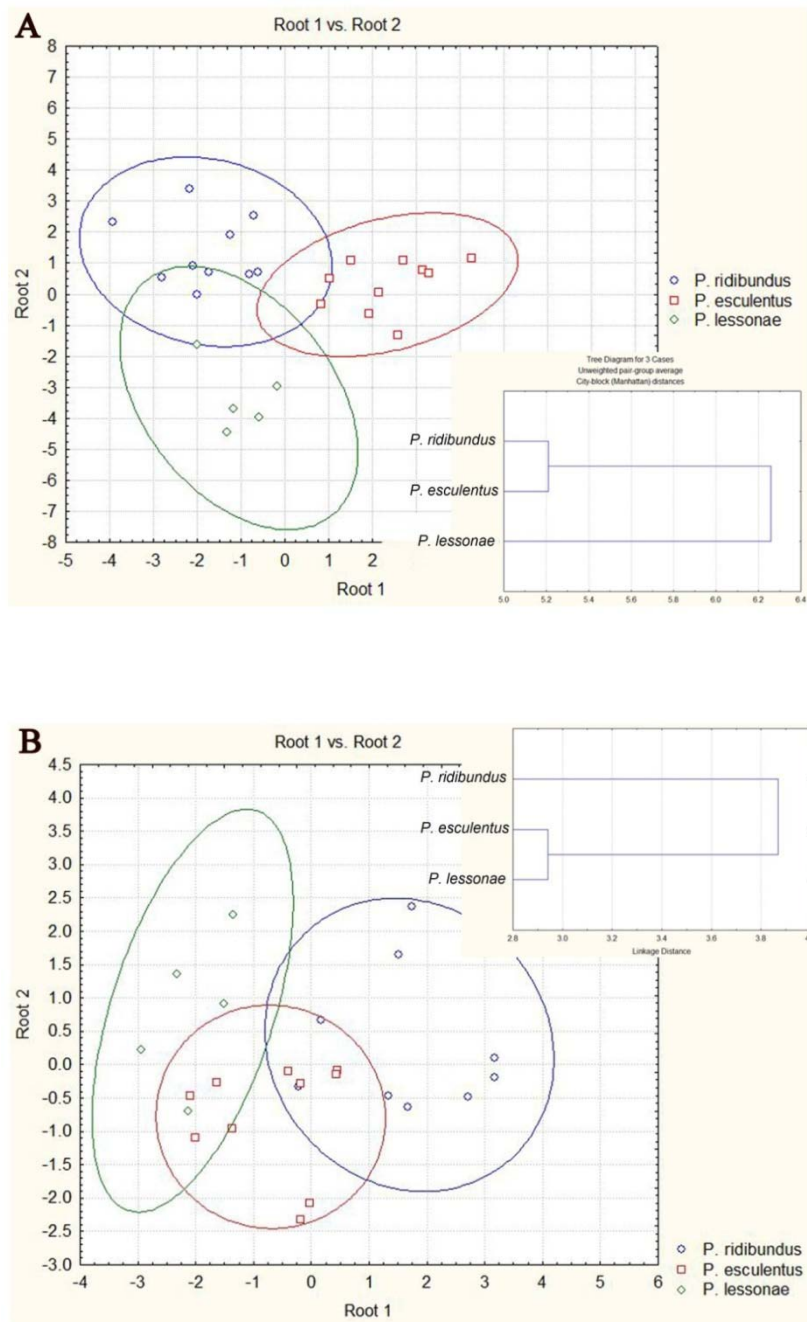 A
Root 1 vs. Root 2
8
7
6
5
4
3
2
1
0
-1
-2
-3
-4
-5
-6
-7
-8
Root 2
-5 -4 -3 -2 -1 0 1 2
Root 1
P. ridibundus
P. esculentus
P. lessonae
Tree Diagram for 3 Cases
Unweighted pair-group average
City-block (Manhattan) distances
P. ridibundus
P. esculentus
P. lessonae
5.0 5.2 5.4 5.6 5.8 6.0 6.2 6.4
B
Root 1 vs. Root 2
4.5
4.0
3.5
3.0
2.5
2.0
1.5
1.0
0.5
0.0
-0.5
-1.0
-1.5
-2.0
-2.5
-3.0
Root 2
-4 -3 -2 -1 0 1 2 3 4 5 6
Root 1
P. ridibundus
P. esculentus
P. lessonae
2.8 3.0 3.2 3.4 3.6 3.8
Linkage Distance
P. ridibundus
P. esculentus
P. lessonae